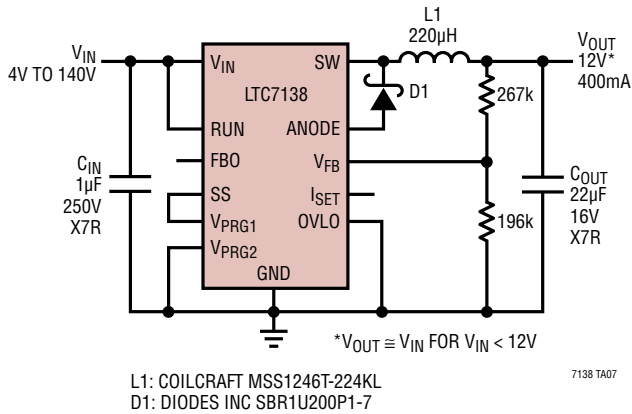 L1
220µH
VIN
4V TO 140V
VOUT
12V*
400mA
VIN
SW
LTC7138
D1
267k
RUN
ANODE
FBO
VFB
CIN
1µF
250V
X7R
SS
ISET
COUT
22µF
16V
X7R
VPRG1
OVLO
196k
VPRG2
GND
*VOUT ≅ VIN FOR VIN < 12V
7138 TA07
L1: COILCRAFT MSS1246T-224KL
D1: DIODES INC SBR1U200P1-7